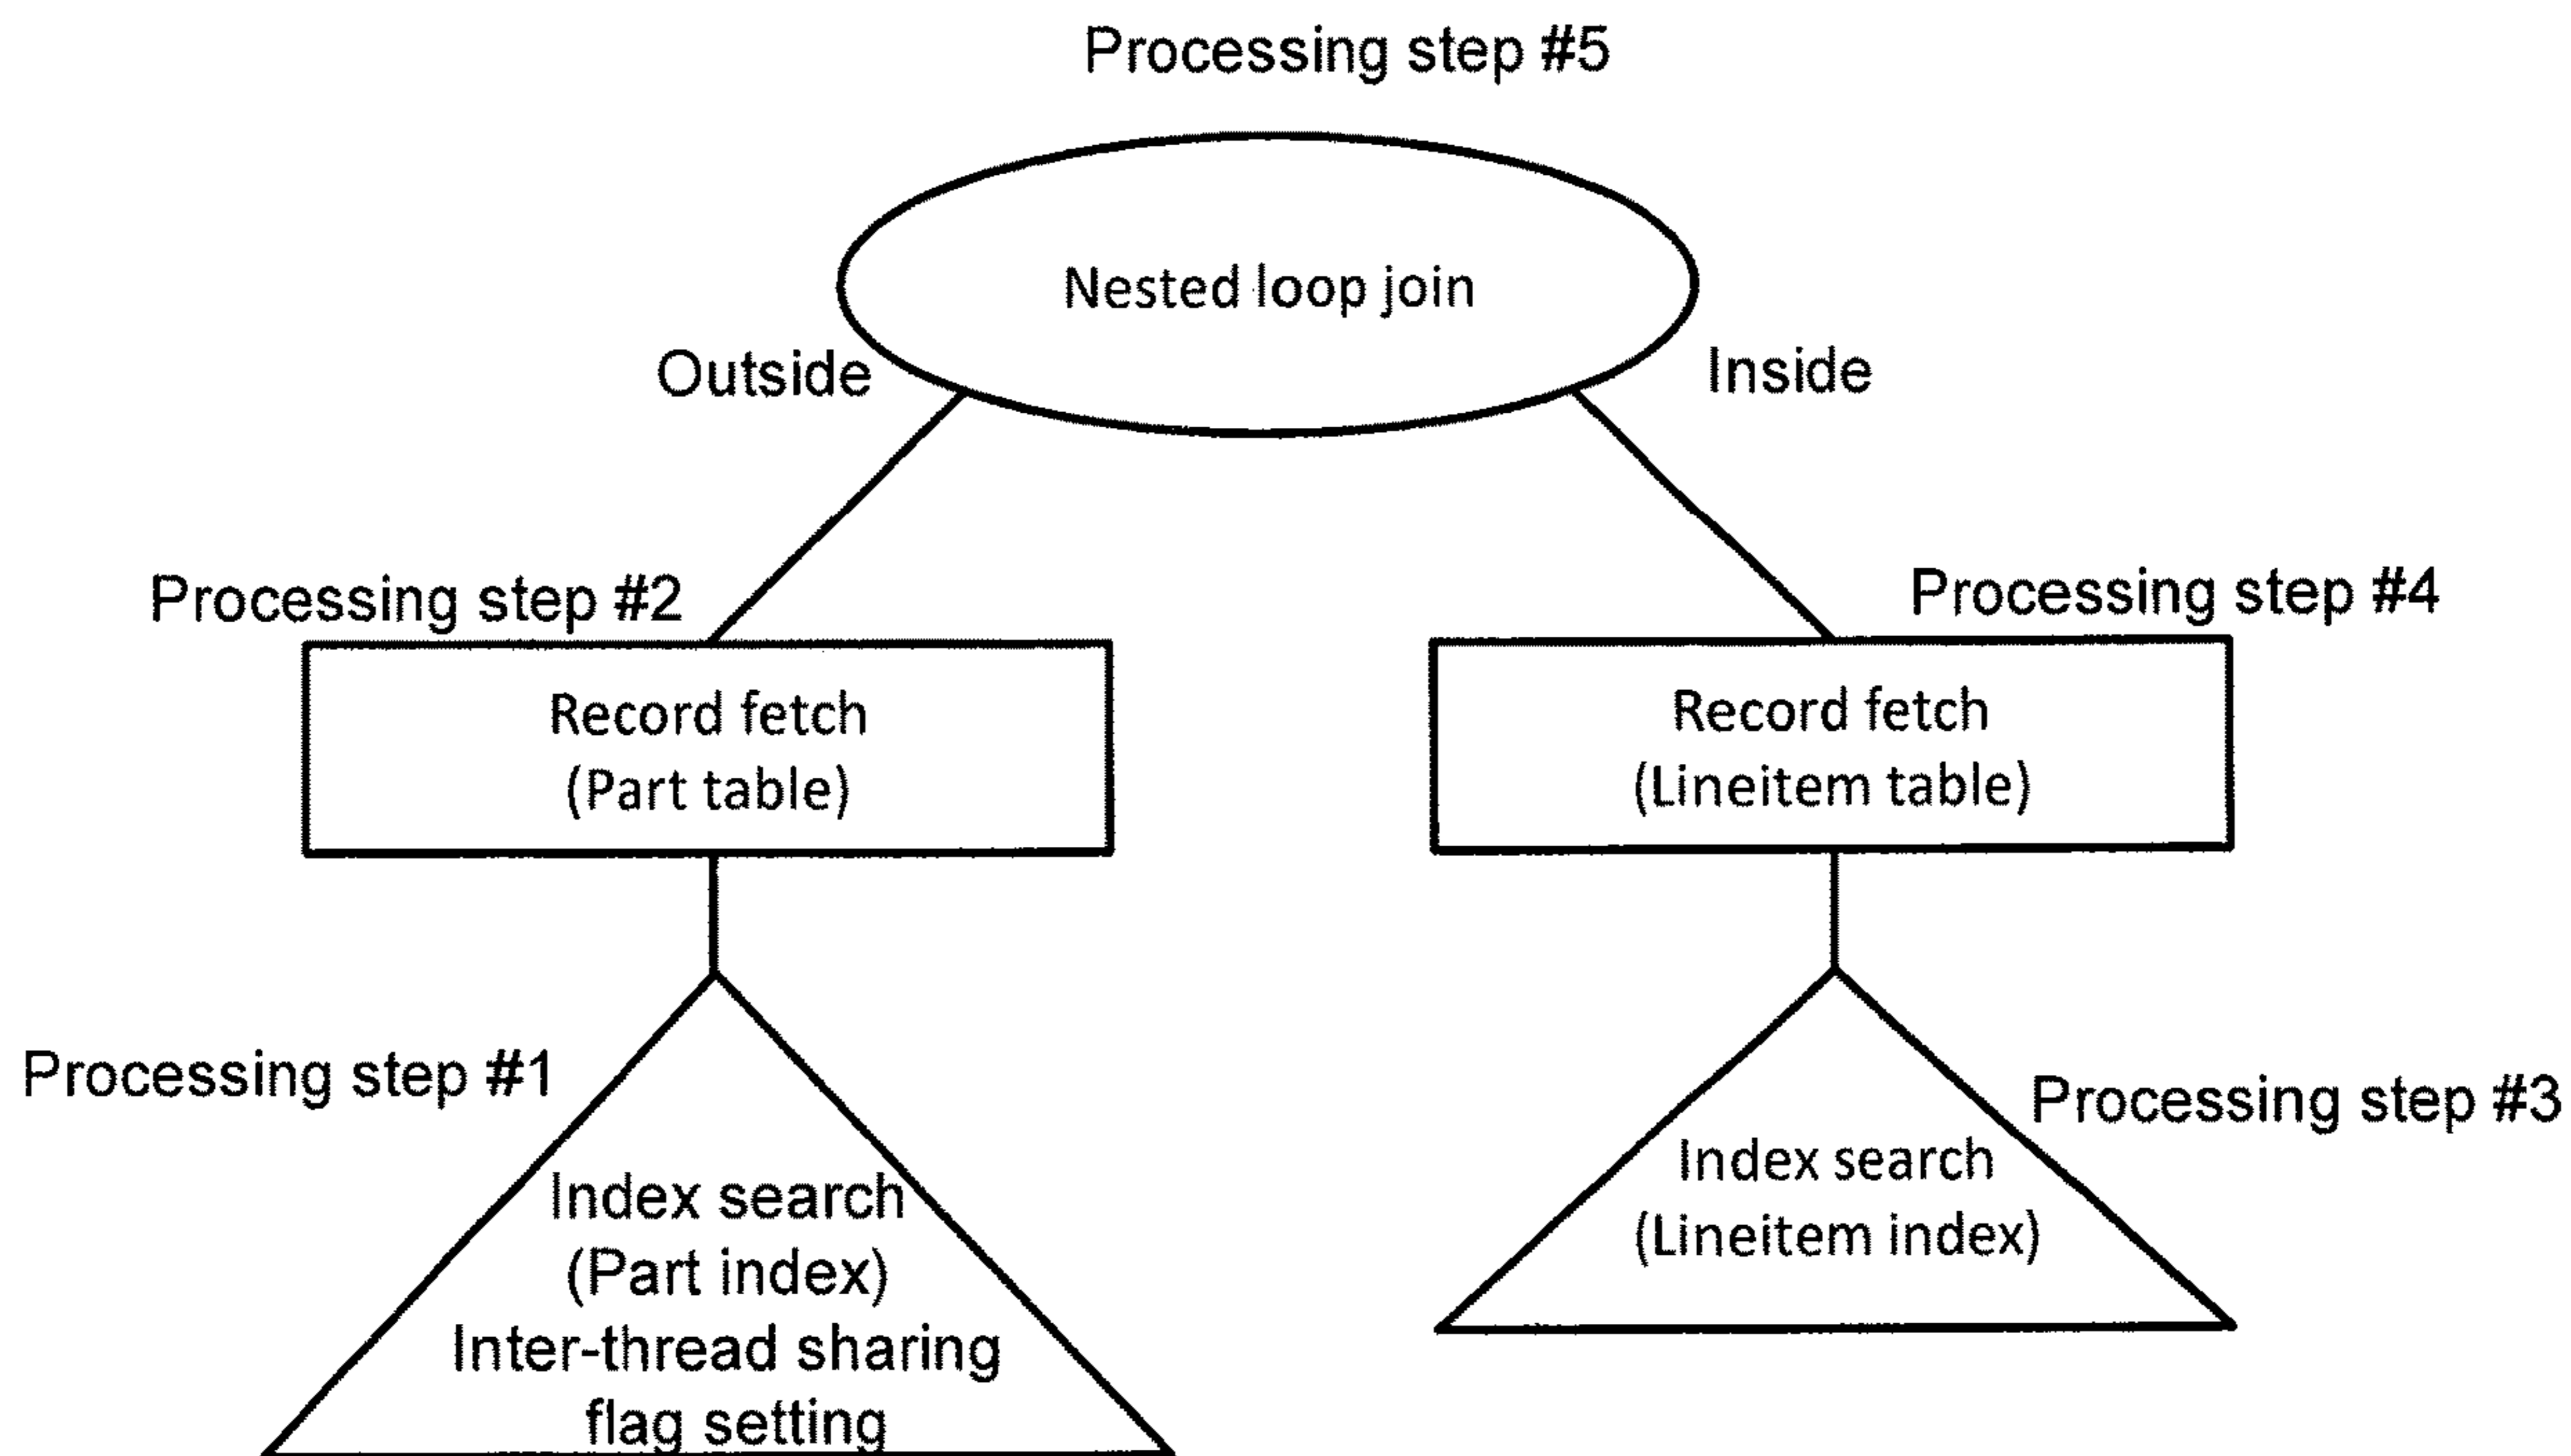 Processing step #5
Nested loop join
Outside
Inside
Processing step #2
Processing step #4
Record fetch
(Part table)
Record fetch
(Lineitem table)
Processing step #1
Processing step #3
Index search
(Part index)
Inter-thread sharing
flag setting
Index search
(Lineitem index)